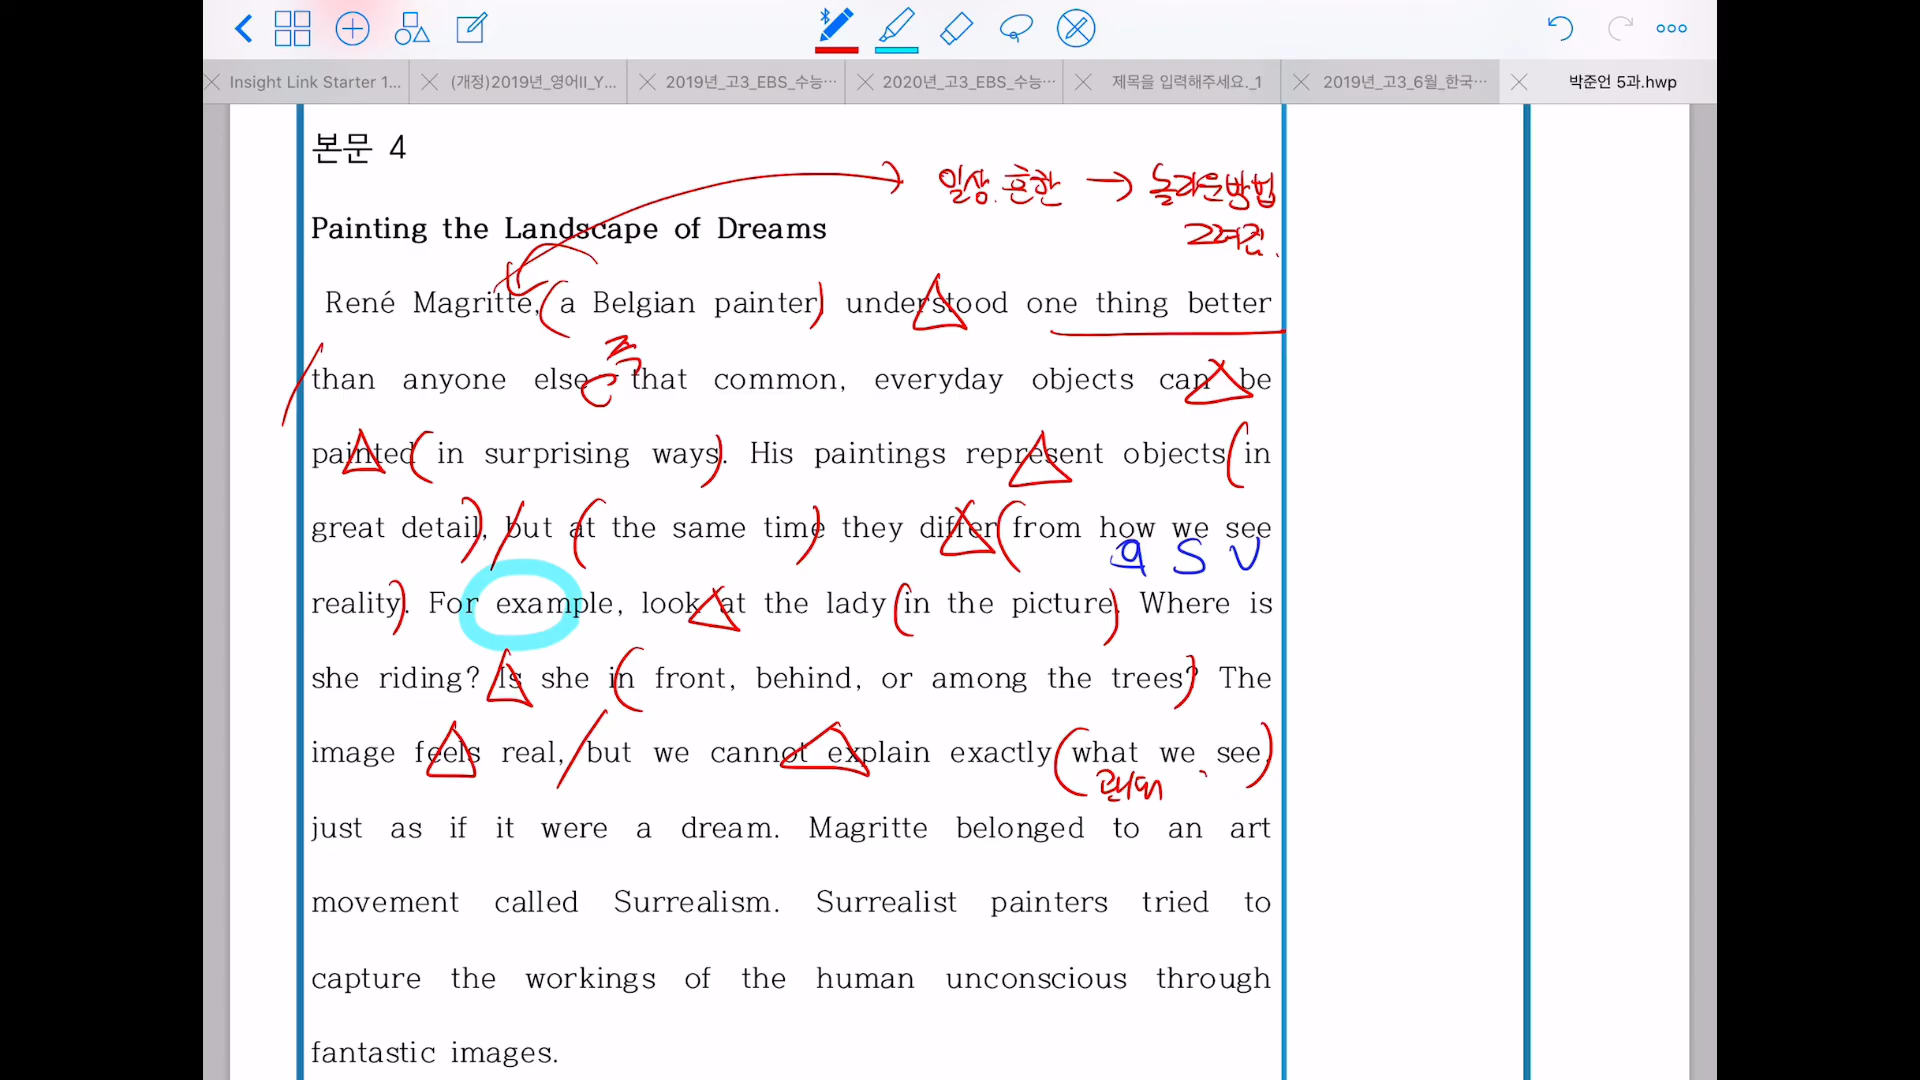 Insight Link Starter 1...
(개정)2019년_영어II_Y...
2019년_고3_EBS_수능...
2020년_고3_EBS_수능...
제목을 입력해주세요._1
2019년_고3_6월_한국...
박준언 5과.hwp
본문 4
일상. 흔한 → 놀라운방법
그려진.
Painting the Landscape of Dreams
René Magritte, (a Belgian painter) understood one thing better
즉
than anyone else that common, everyday objects can be
painted (in surprising ways). His paintings represent objects (in
great detail), / but (at the same time) they differ (from how we see
의 S V
reality). For example, look at the lady (in the picture). Where is
she riding? Is she (in front, behind, or among the trees)? The
image feels real, / but we cannot explain exactly (what we see)
관대
just as if it were a dream. Magritte belonged to an art
movement called Surrealism. Surrealist painters tried to
capture the workings of the human unconscious through
fantastic images.